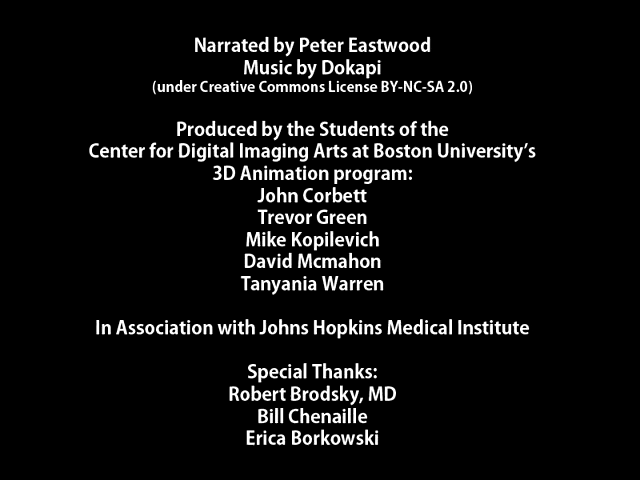 Narrated by Peter Eastwood
Music by Dokapi
(under Creative Commons License BY-NC-SA 2.0)
Produced by the Students of the
Center for Digital Imaging Arts at Boston University's
3D Animation program:
John Corbett
Trevor Green
Mike Kopilevich
David Mcmahon
Tanyania Warren
In Association with Johns Hopkins Medical Institute
Special Thanks:
Robert Brodsky, MD
Bill Chenaille
Erica Borkowski